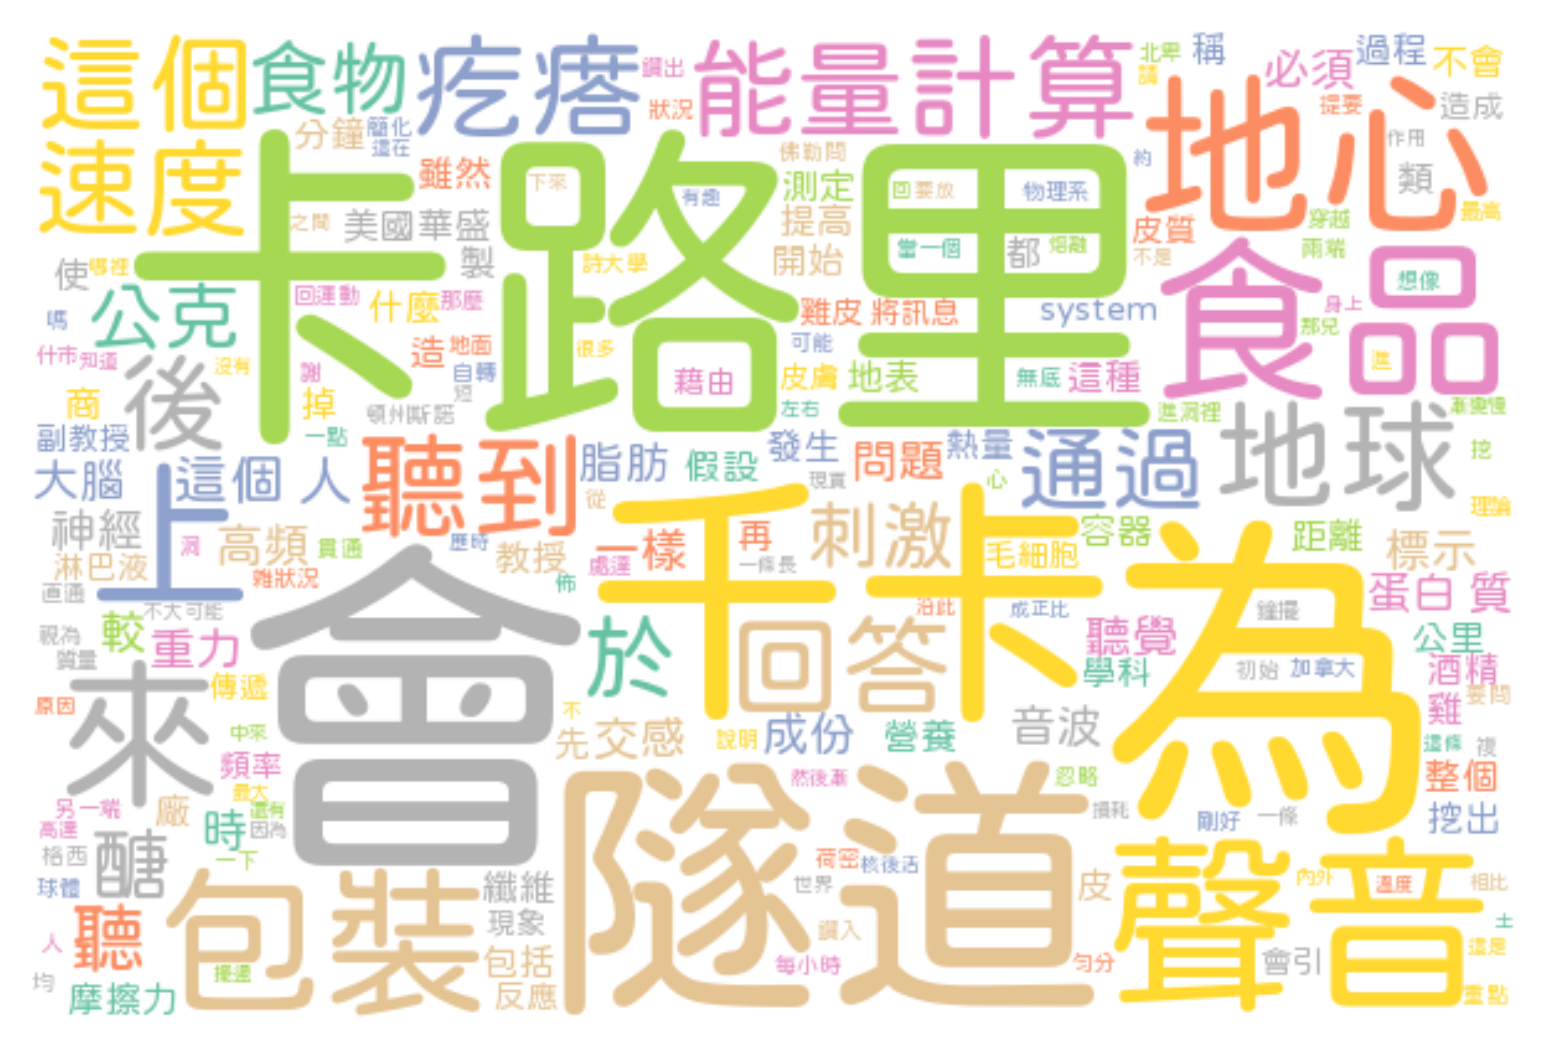 這個
食物
疙瘩
鑽出
狀況
能量計算
北卑
請
稱
必須
過程
不會
提要
造成
速度
分鐘
簡化
這在
雖然
卡路里
下來
有趣
佛勒問
測定
提高
開始
回
要放
物理系
當一個
都
熔融
約
地心
作用
類
皮質
不是
穿越
兩端
最高
之間
美國華盛
製
詩大學
使
哪裡
公克
回運動
什麼
那麼
雞皮
將訊息
system
食品
想像
身上
那兒
進
嗎
什市
知道
沒有
謝
造
地面
自轉
短
很多
藉由
可能
皮膚
地表
無底
這種
左右
商
後
掉
頓州斯諾
一點
副教授
進洞裡
漸變慢
大腦
上
這個
人
聽到
脂肪
假設
發生
現實
問題
熱量
心
通過
地球
挖
理論
神經
洞
高頻
貫通
歷時
教授
從
一樣
處達
再
一條長
刺激
毛細胞
容器
距離
標示
淋巴液
雜狀況
佈
直通
不大可能
千卡
沿此
成正比
為
鐘擺
蛋白
質
視為
較
重力
質量
會
於
回答
聽覺
學科
初始
加拿大
公里
酒精
要問
雞
原因
來
傳遞
中來
不
先
交感
說明
成份
營養
音波
這條
複
頻率
最大
然後漸
忽略
整個
另一端
高達
廠
時
還有
因為
一下
隧道
損耗
剛好
一條
挖出
格西
醣
球體
包裝
纖維
現象
荷密
核後活
世界
皮
聲音
內外
溫度
相比
聽
人
鑽入
土
這是
均
摩擦力
包括
反應
每小時
勻分
會引
重點